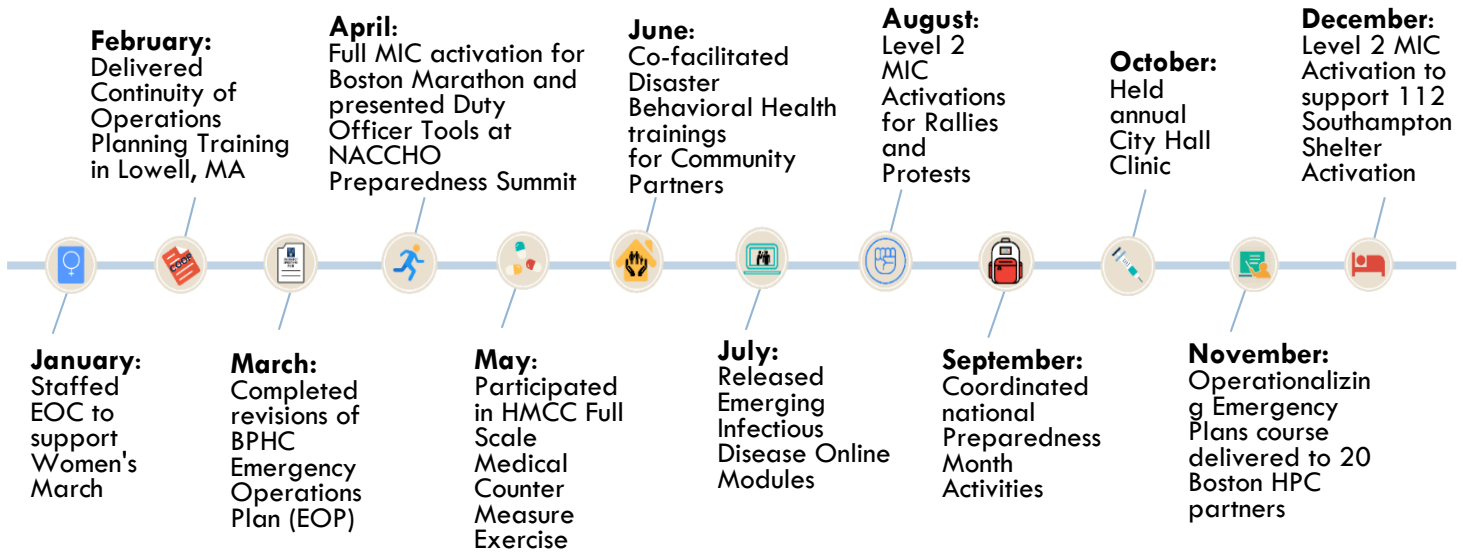 January:
Staffed
EOC to
support
Women's
March
February:
Delivered
Continuity of
Operations
Planning Training
in Lowell, MA
March:
Completed
revisions of
BPHC
Emergency
Operations
Plan (EOP)
April:
Full MIC activation for
Boston Marathon and
presented Duty
Officer Tools at
NACCHO
Preparedness Summit
May:
Participated
in HMCC Full
Scale
Medical
Counter
Measure
Exercise
June:
Co-facilitated
Disaster
Behavioral Health
trainings
for Community
Partners
July:
Released
Emerging
Infectious
Disease Online
Modules
August:
Level 2
MIC
Activations
for Rallies
and
Protests
September:
Coordinated
national
Preparedness
Month
Activities
October:
Held
annual
City Hall
Clinic
November:
Operationalizin
g Emergency
Plans course
delivered to 20
Boston HPC
partners
December:
Level 2 MIC
Activation to
support 112
Southampton
Shelter
Activation
COOP